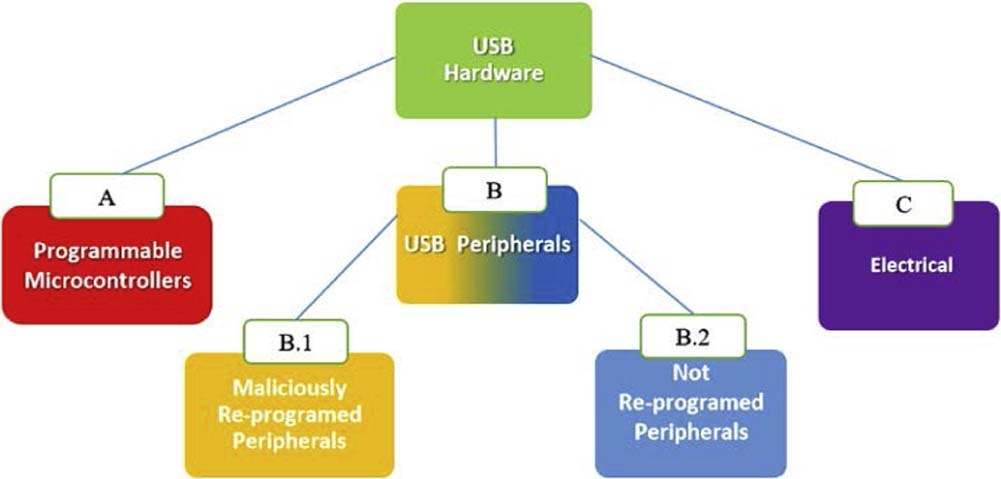 USB
Hardware
A
Programmable
Microcontrollers
B
USB Peripherals
C
Electrical
B.1
Maliciously
Re-programed
Peripherals
B.2
Not
Re-programed
Peripherals